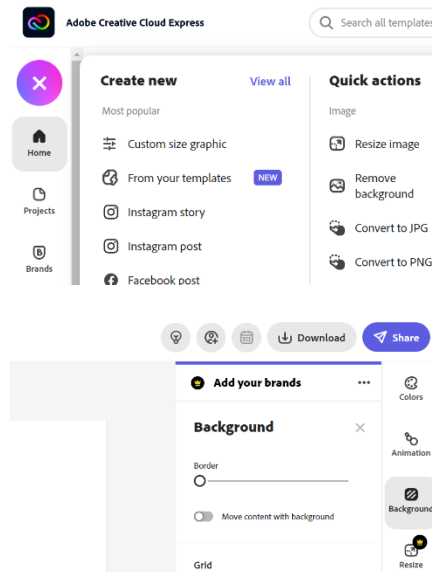 Adobe Creative Cloud Express
Search all templates
Create new
View all
Quick actions
Most popular
Image
Home
Custom size graphic
Resize image
From your templates
NEW
Remove
background
Projects
Instagram story
Convert to JPG
Instagram post
Convert to PNG
B
Brands
Facebook post
Download
Share
Add your brands
Colors
Background
Animation
Border
Background
Move content with background
Grid
Resize